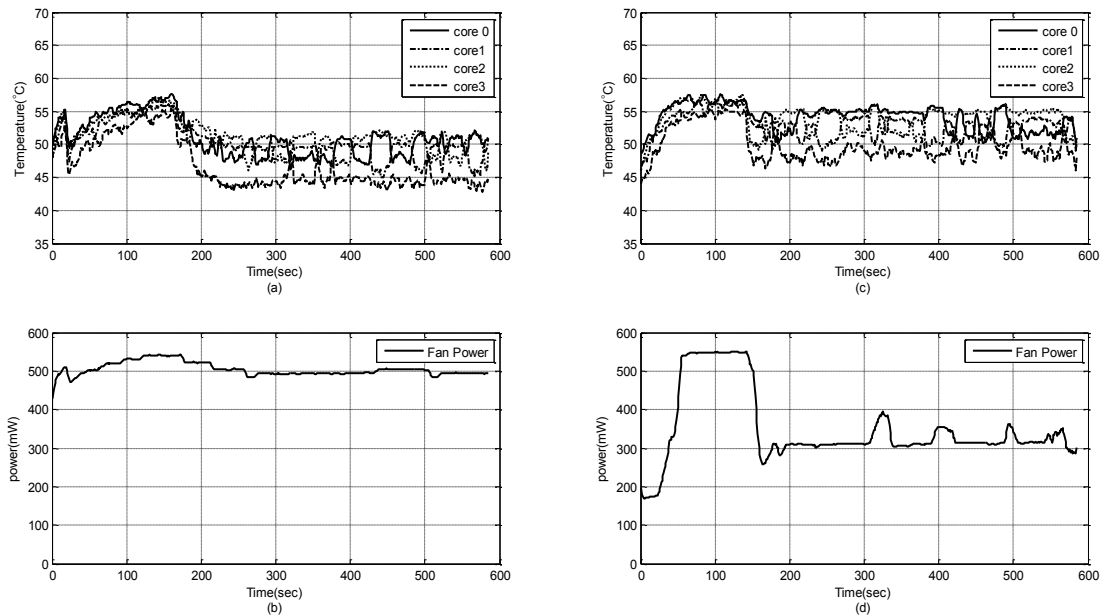 70
65
60
55
50
45
40
35
Temperature(°C)
0 100 200 300 400 500 600
Time(sec)
(a)
core 0
core1
core2
core3
70
65
60
55
50
45
40
35
Temperature(°C)
0 100 200 300 400 500 600
Time(sec)
(c)
core 0
core1
core2
core3
600
500
400
300
200
100
0
power(mW)
0 100 200 300 400 500 600
Time(sec)
(b)
Fan Power
600
500
400
300
200
100
0
power(mW)
0 100 200 300 400 500 600
Time(sec)
(d)
Fan Power